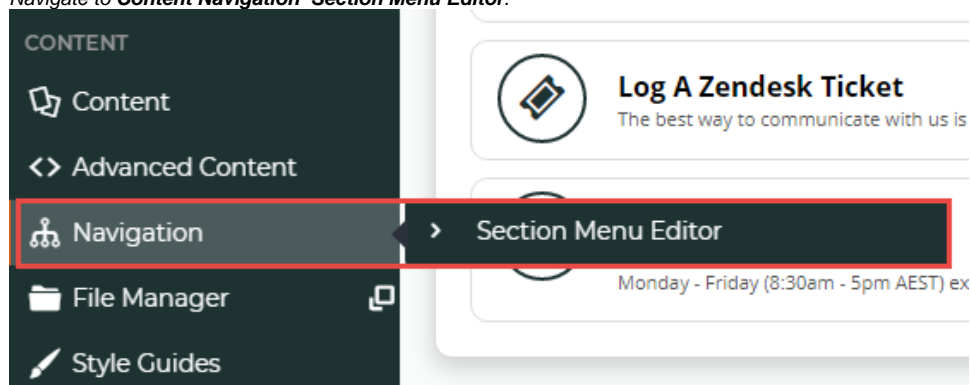 Navigate to Content Navigation Section Menu Editor.
CONTENT
Content
Advanced Content
Navigation
Section Menu Editor
File Manager
Style Guides
Log A Zendesk Ticket
The best way to communicate with us is
Monday - Friday (8:30am - 5pm AEST) ex